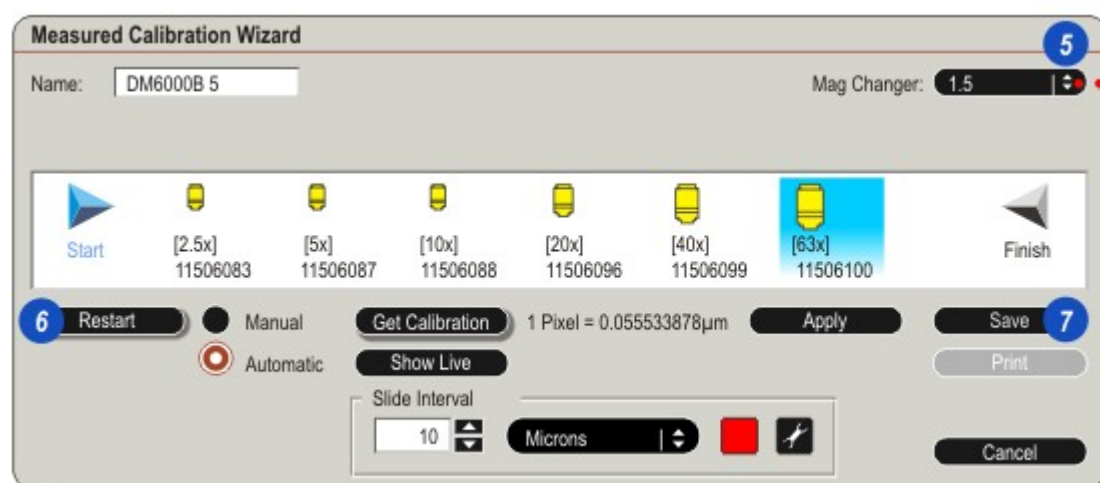 Measured Calibration Wizard
5
Name: DM6000B 5 Mag Changer: 1.5
Start [2.5x] [5x] [10x] [20x] [40x] [63x] Finish
11506083 11506087 11506088 11506096 11506099 11506100
6 Restart Manual Get Calibration 1 Pixel = 0.055533878µm Apply Save 7
Automatic Show Live Print
Slide Interval
10 Microns
Cancel